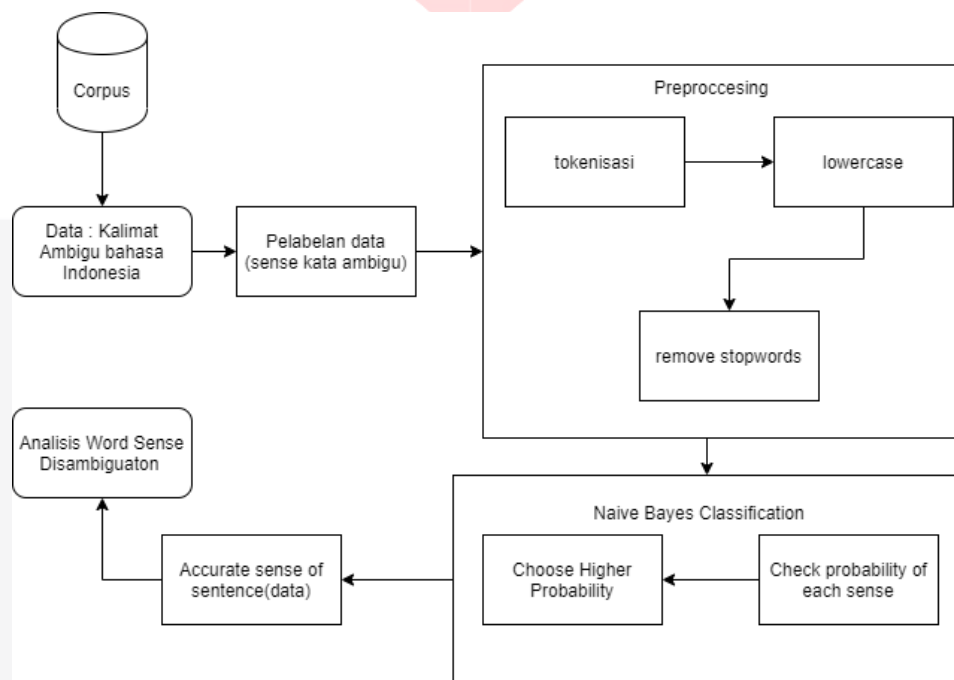 Corpus
Data : Kalimat
Ambigu bahasa
Indonesia
Pelabelan data
(sense kata ambigu)
Preproccesing
tokenisasi
lowercase
remove stopwords
Naive Bayes Classification
Check probability of
each sense
Choose Higher
Probability
Accurate sense of
sentence(data)
Analisis Word Sense
Disambiguaton